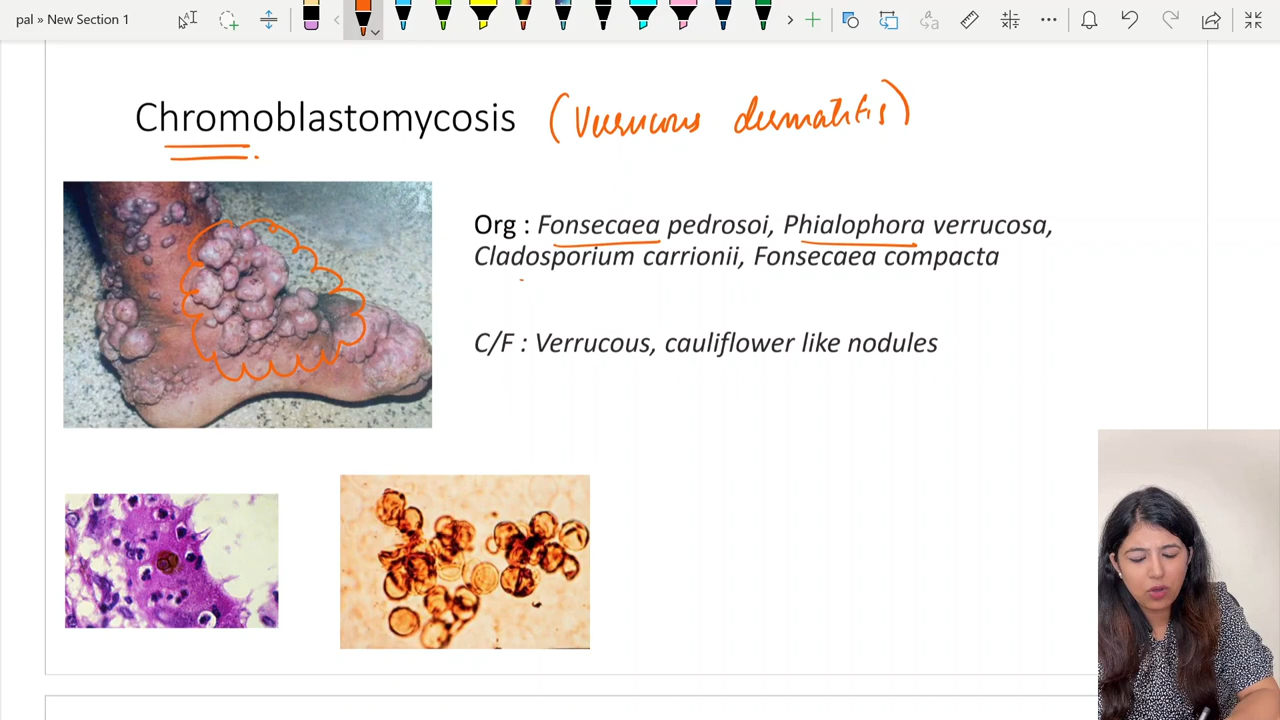 pal » New Section 1
Chromoblastomycosis (Verrucous dermatitis)
Org : Fonsecaea pedrosoi, Phialophora verrucosa,
Cladosporium carrionii, Fonsecaea compacta
C/F : Verrucous, cauliflower like nodules